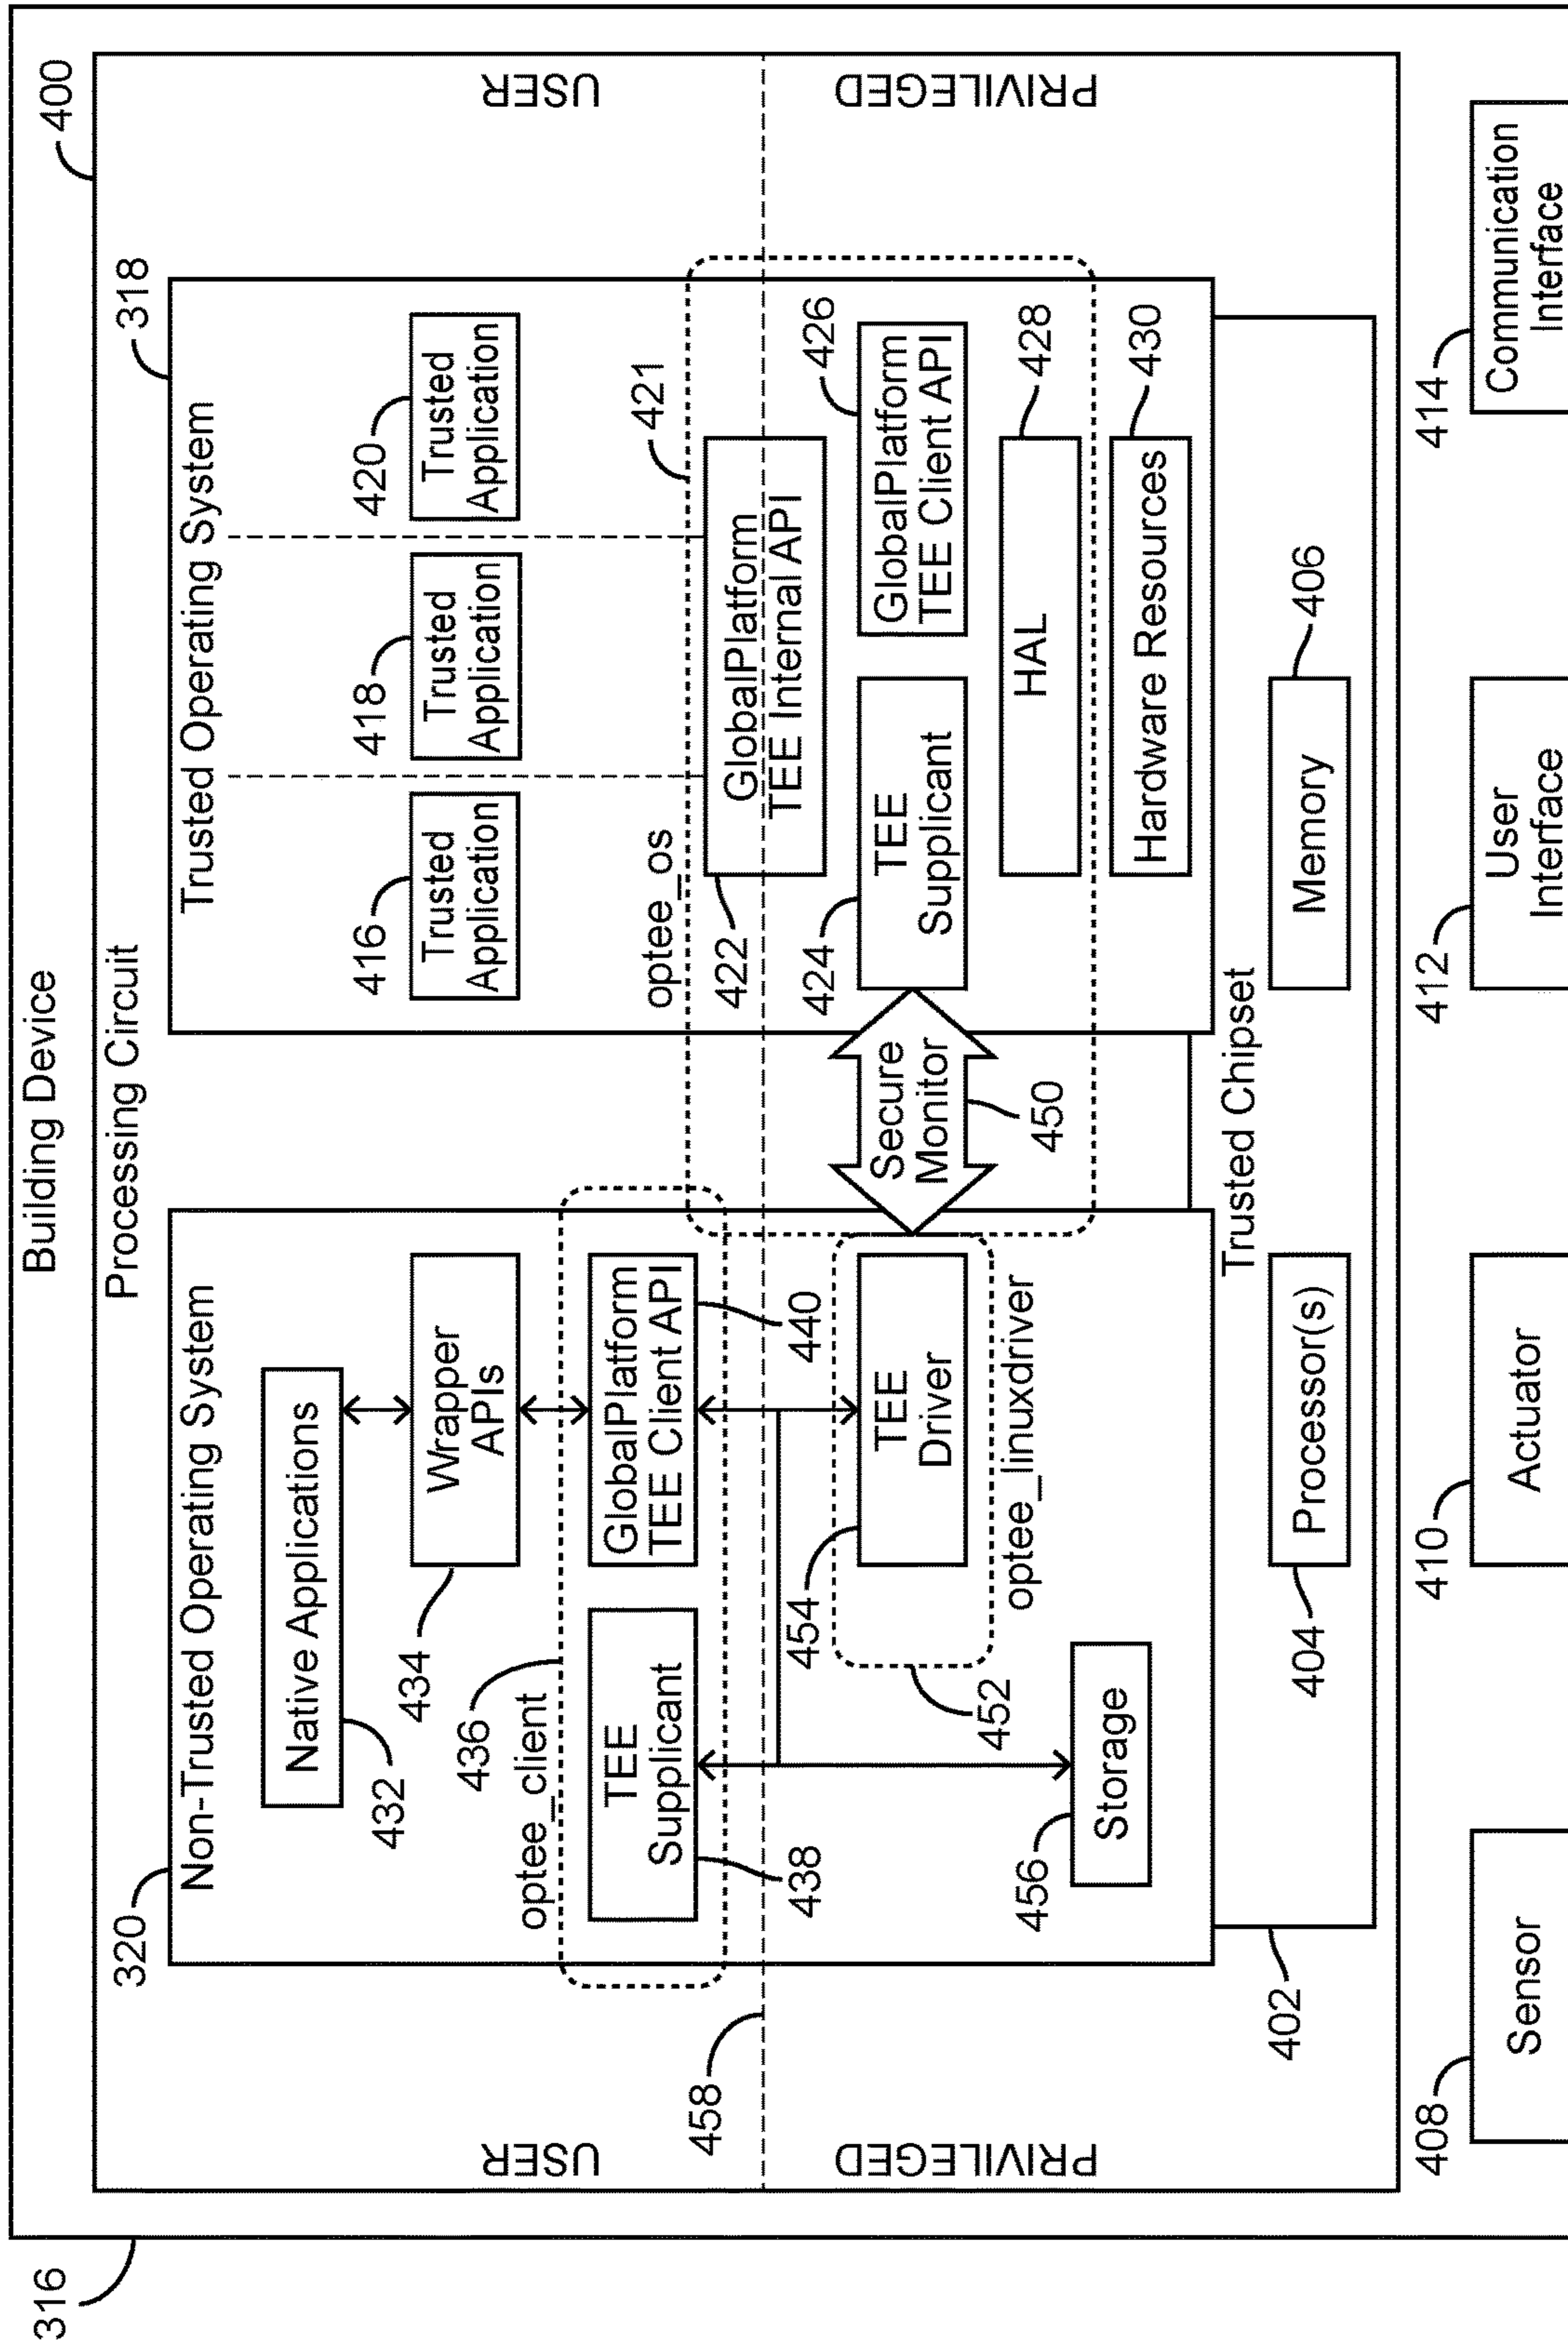 316
Building Device
400
Processing Circuit
320
Non-Trusted Operating System
318
Trusted Operating System
USER
USER
Native Applications
432
Wrapper
APIs
434
416
Trusted
Application
418
Trusted
Application
420
Trusted
Application
436
optee_client
TEE
Supplicant
438
GlobalPlatform
TEE Client API
440
optee_os
421
GlobalPlatform
TEE Internal API
422
458
PRIVILEGED
PRIVILEGED
454
TEE
Driver
452
optee_linuxdriver
Secure
Monitor
450
424
TEE
Supplicant
GlobalPlatform
TEE Client API
426
HAL
428
456
Storage
Hardware Resources
430
402
Trusted Chipset
404
Processor(s)
Memory
406
408
Sensor
410
Actuator
412
User
Interface
414
Communication
Interface